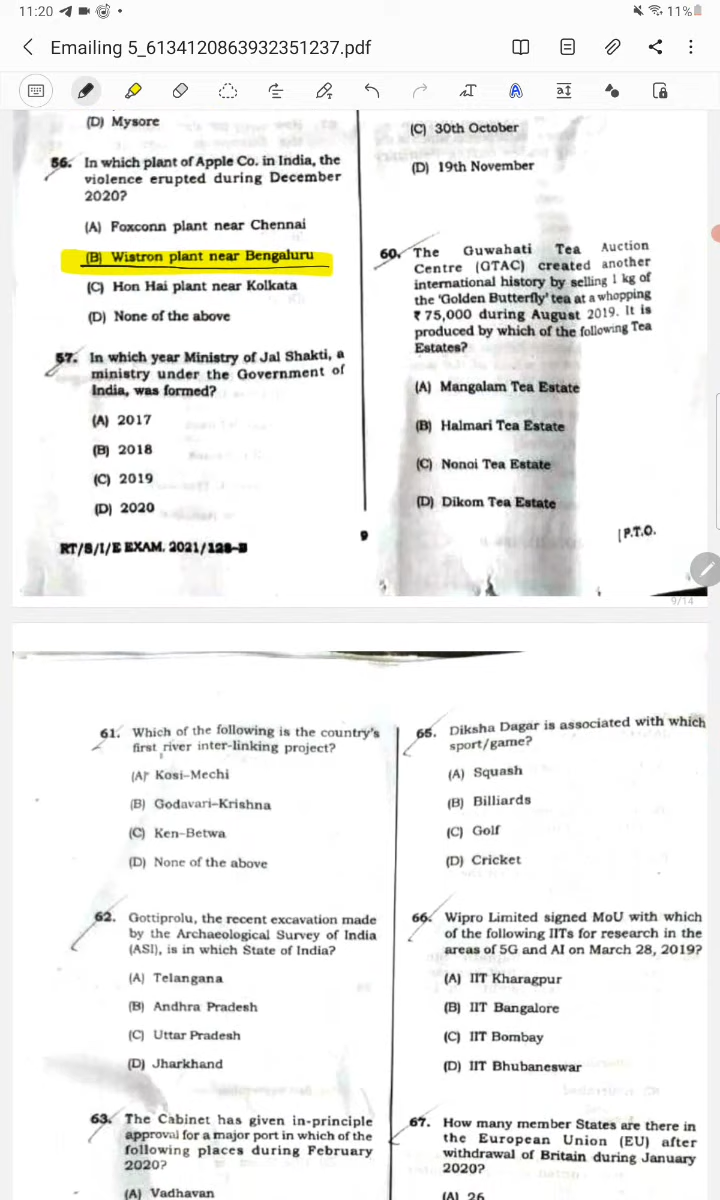 11:20
11%
Emailing 5_6134120863932351237.pdf
(D) Mysore
56. In which plant of Apple Co. in India, the
violence erupted during December
2020?
(A) Foxconn plant near Chennai
(B) Wistron plant near Bengaluru
(C) Hon Hai plant near Kolkata
(D) None of the above
57. In which year Ministry of Jal Shakti, a
ministry under the Government of
India, was formed?
(A) 2017
(B) 2018
(C) 2019
(D) 2020
RT/S/I/E EXAM. 2021/128-B
9
(C) 30th October
(D) 19th November
60. The Guwahati Tea Auction
Centre (GTAC) created another
international history by selling 1 kg of
the 'Golden Butterfly' tea at a whopping
₹ 75,000 during August 2019. It is
produced by which of the following Tea
Estates?
(A) Mangalam Tea Estate
(B) Halmari Tea Estate
(C) Nonoi Tea Estate
(D) Dikom Tea Estate
[ P.T.O.
9/14
61. Which of the following is the country's
first river inter-linking project?
(A) Kosi-Mechi
(B) Godavari-Krishna
(C) Ken-Betwa
(D) None of the above
62. Gottiprolu, the recent excavation made
by the Archaeological Survey of India
(ASI), is in which State of India?
(A) Telangana
(B) Andhra Pradesh
(C) Uttar Pradesh
(D) Jharkhand
63. The Cabinet has given in-principle
approval for a major port in which of the
following places during February
2020?
(A) Vadhavan
65. Diksha Dagar is associated with which
sport/game?
(A) Squash
(B) Billiards
(C) Golf
(D) Cricket
66. Wipro Limited signed MoU with which
of the following IITs for research in the
areas of 5G and AI on March 28, 2019?
(A) IIT Kharagpur
(B) IIT Bangalore
(C) IIT Bombay
(D) IIT Bhubaneswar
67. How many member States are there in
the European Union (EU) after
withdrawal of Britain during January
2020?
(A) 26